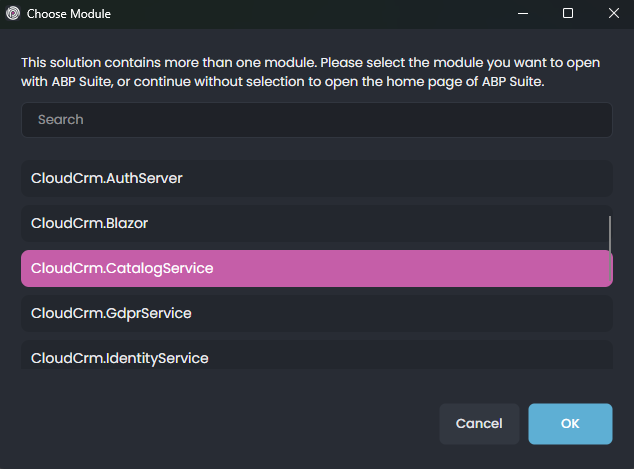 Choose Module
This solution contains more than one module. Please select the module you want to open
with ABP Suite, or continue without selection to open the home page of ABP Suite.
Search
CloudCrm.AuthServer
CloudCrm.Blazor
CloudCrm.CatalogService
CloudCrm.GdprService
CloudCrm.IdentityService
Cancel
OK